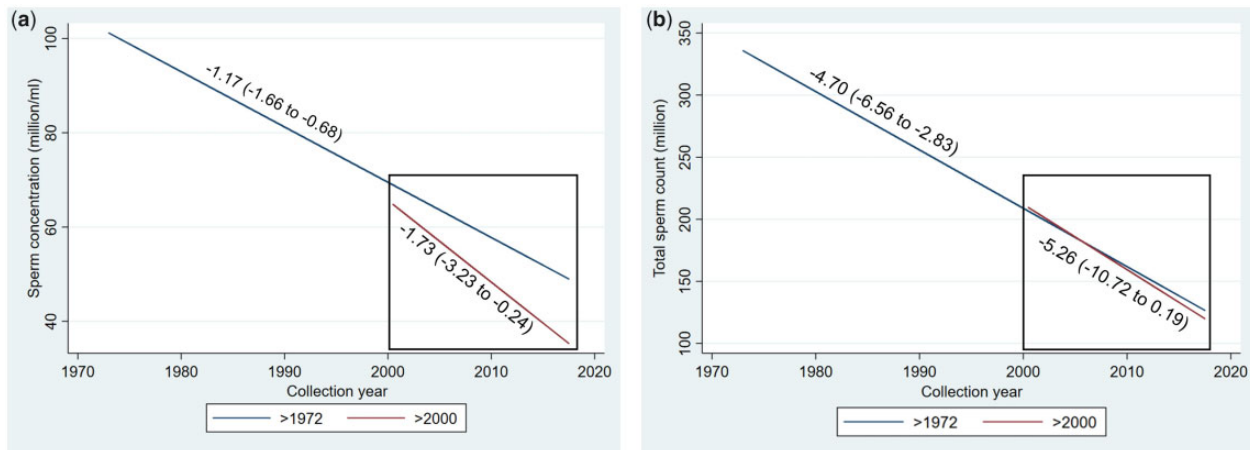 (a)
Sperm concentration (million/ml)
100
80
60
40
-1.17 (-1.66 to -0.68)
-1.73 (-3.23 to -0.24)
1970 1980 1990 2000 2010 2020
Collection year
>1972 >2000
(b)
Total sperm count (million)
350
300
250
200
150
100
-4.70 (-6.56 to -2.83)
-5.26 (-10.72 to 0.19)
1970 1980 1990 2000 2010 2020
Collection year
>1972 >2000